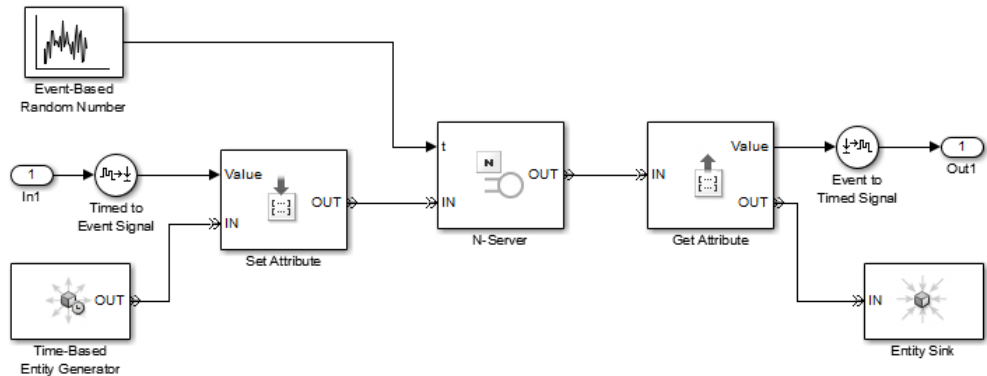 Event-Based
Random Number
1
In1
Timed to
Event Signal
Value
IN
OUT
Set Attribute
OUT
Time-Based
Entity Generator
t
N
IN
OUT
N-Server
Value
IN
[...]
OUT
Get Attribute
Event to
Timed Signal
1
Out1
IN
Entity Sink
[...]